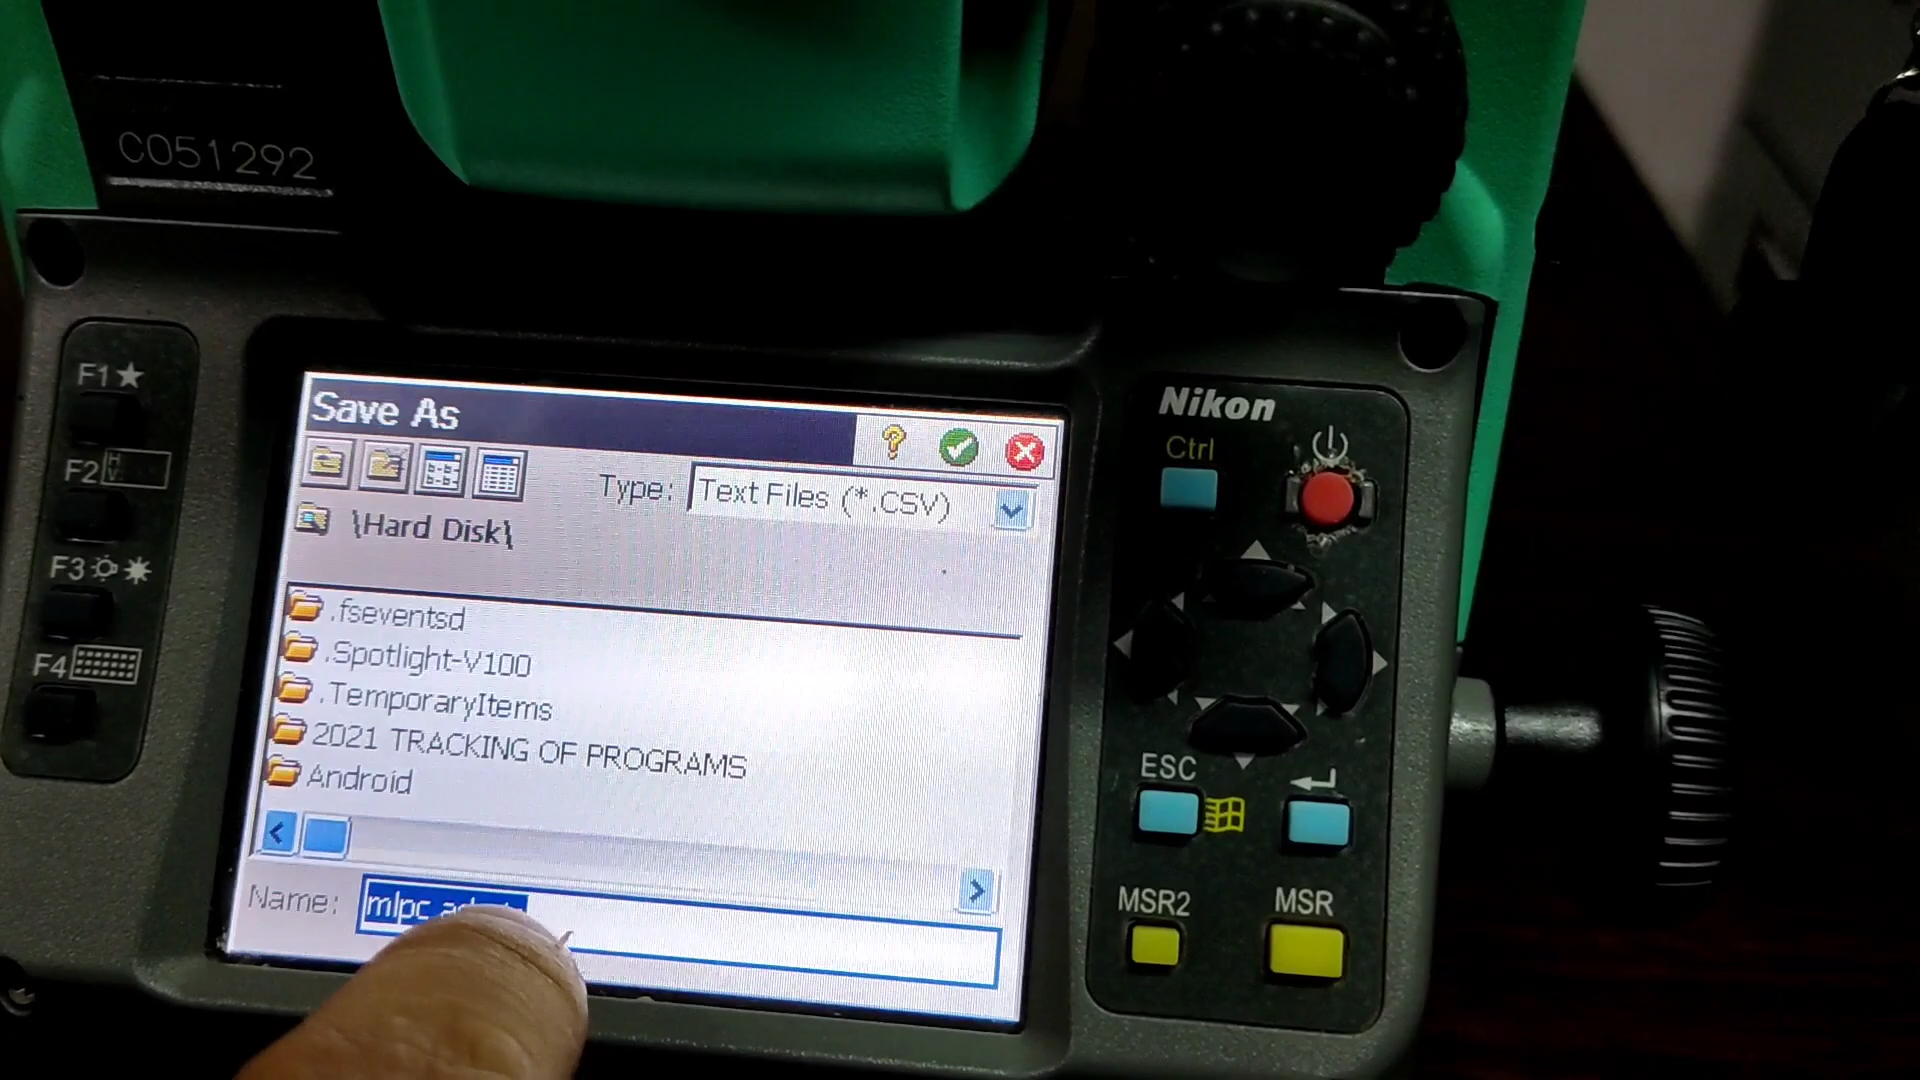 C051292
F1
F2
F3
F4
Save As
Type: Text Files (*.CSV)
\Hard Disk\
.fseventsd
.Spotlight-V100
.TemporaryItems
2021 TRACKING OF PROGRAMS
Android
Name: mlpc
Nikon
Ctrl
ESC
MSR2
MSR